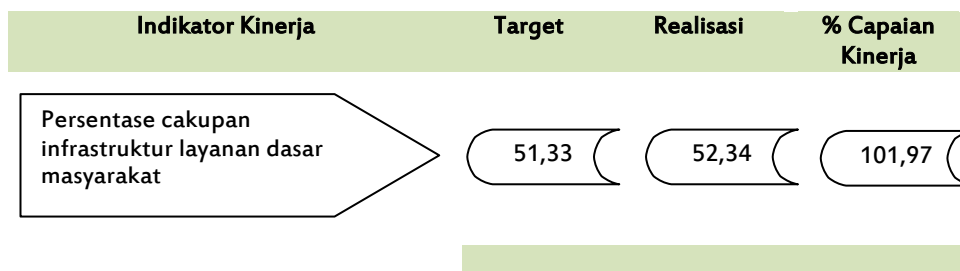 Indikator Kinerja Target Realisasi % Capaian
Kinerja
Persentase cakupan
infrastruktur layanan dasar
masyarakat
51,33 52,34 101,97